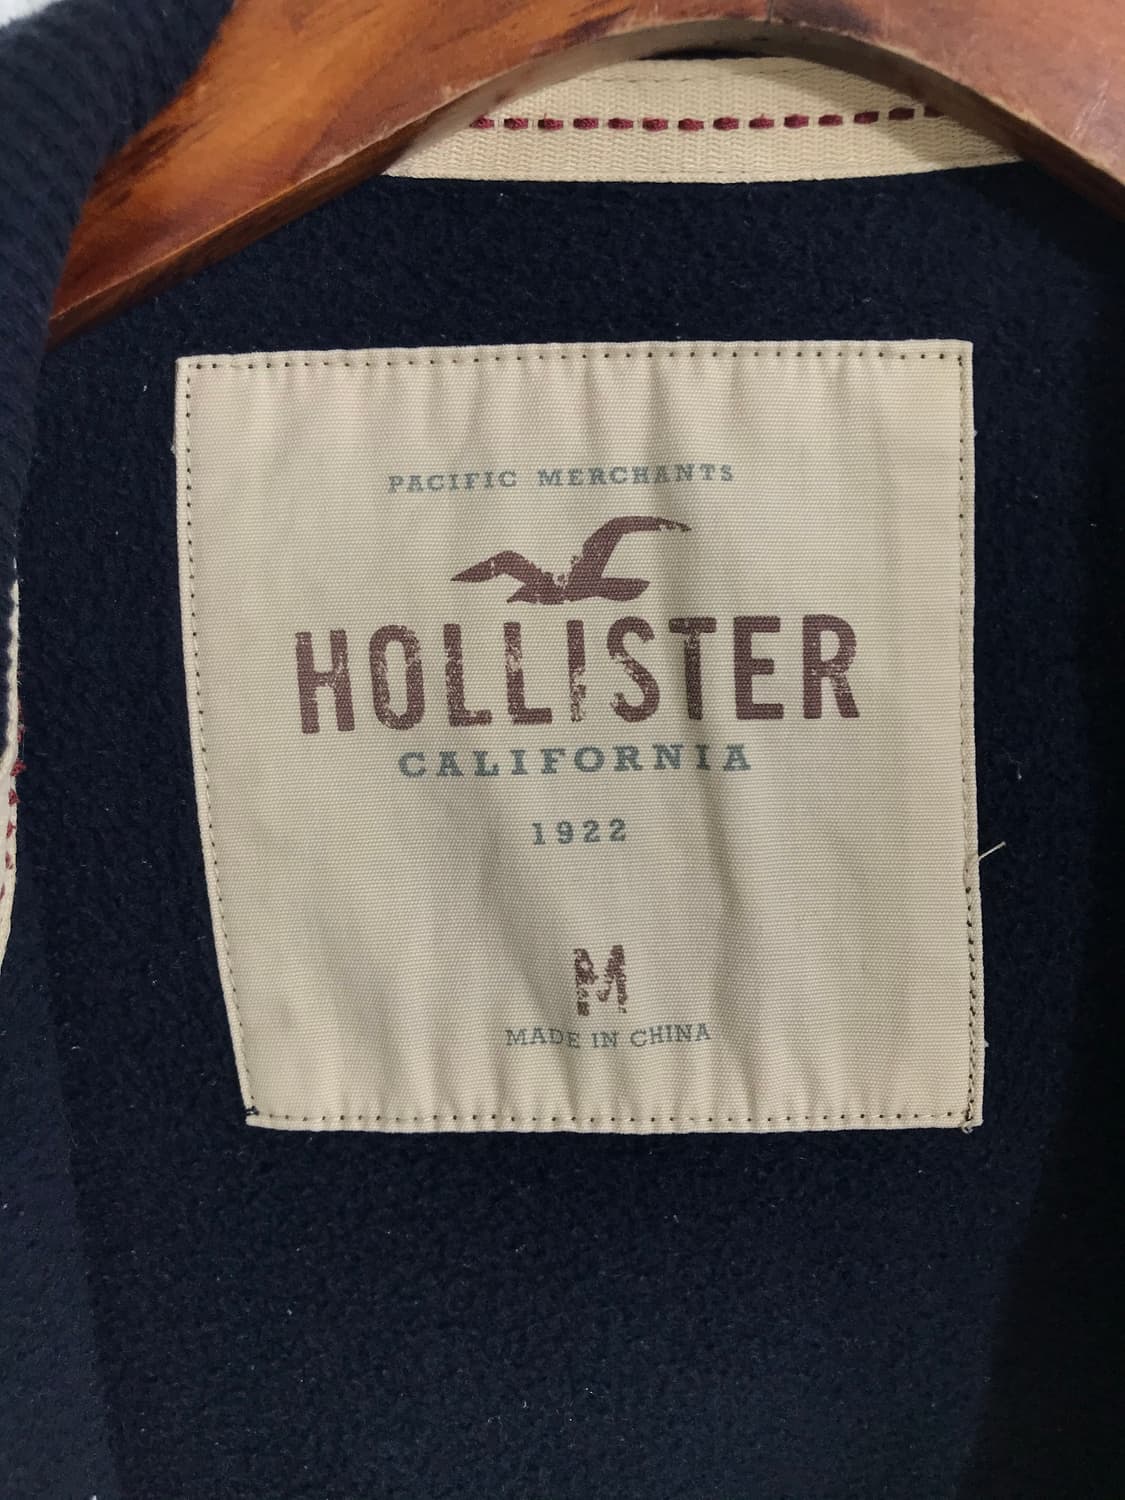 PACIFIC MERCHANTS
HOLLISTER
CALIFORNIA
1922
M
MADE IN CHINA